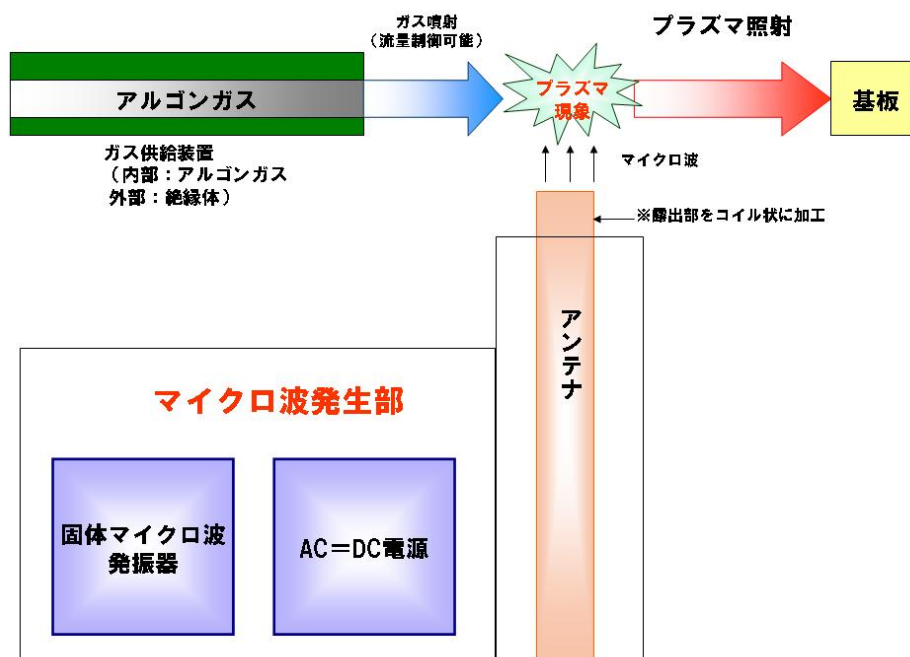 ガス噴射
(流量制御可能)
プラズマ照射
アルゴンガス
プラズマ
現象
基板
ガス供給装置
(内部:アルゴンガス
外部:絶縁体)
マイクロ波
※露出部をコイル状に加工
アンテナ
マイクロ波発生部
固体マイクロ波
発振器
AC=DC電源